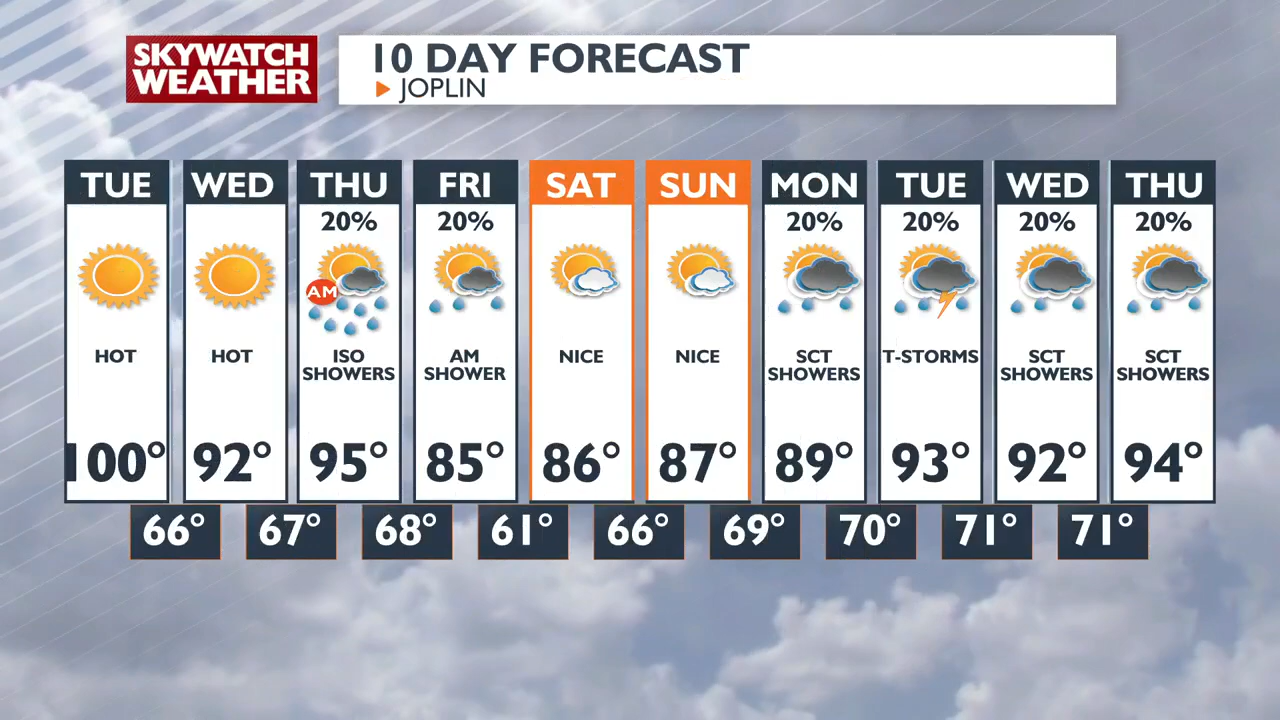 SKYWATCH
WEATHER
10 DAY FORECAST
JOPLIN
TUE WED THU FRI SAT SUN MON TUE WED THU
20% 20% 20% 20% 20% 20%
AM
HOT HOT ISO SHOWERS AM SHOWER NICE NICE SCT SHOWERS T-STORMS SCT SHOWERS SCT SHOWERS
100° 92° 95° 85° 86° 87° 89° 93° 92° 94°
66° 67° 68° 61° 66° 69° 70° 71° 71°